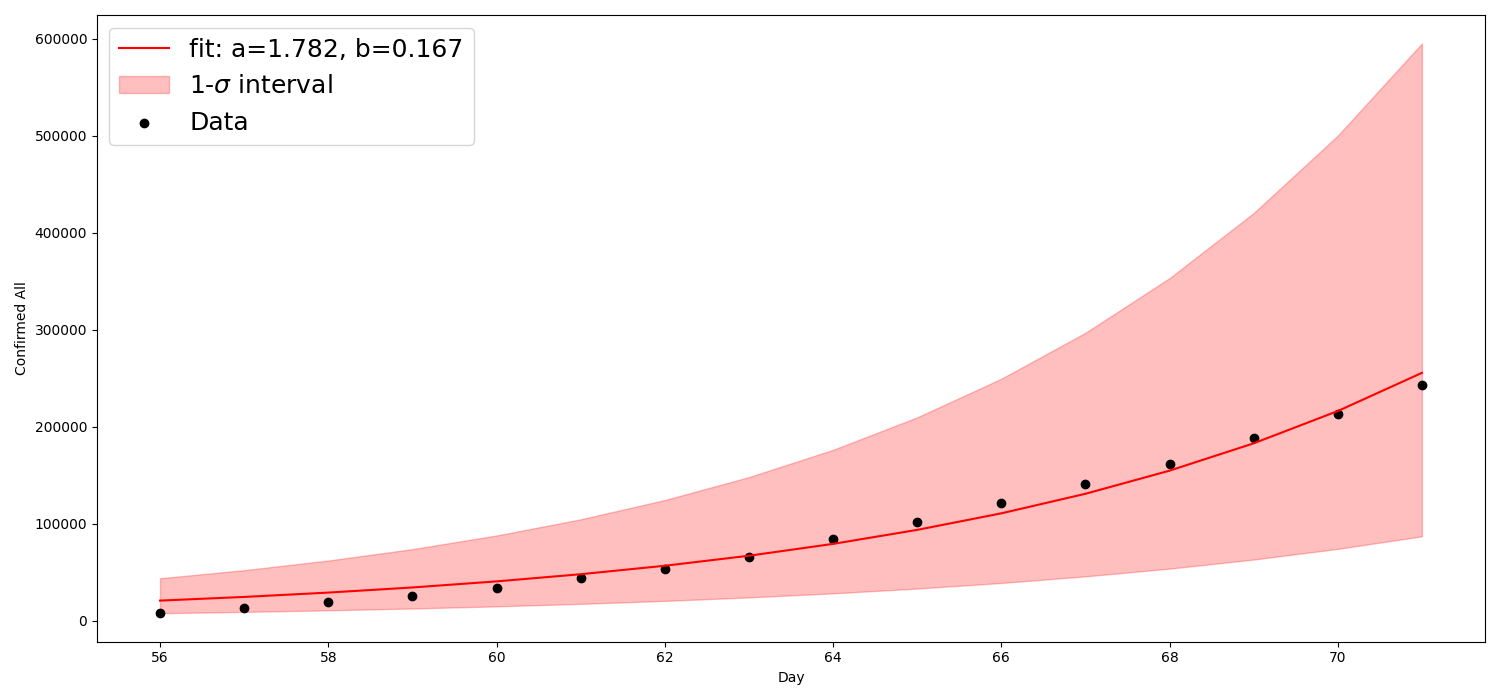 fit: a=1.782, b=0.167
1-σ interval
Data
600000
500000
400000
300000
200000
100000
0
Confirmed All
56 58 60 62 64 66 68 70
Day